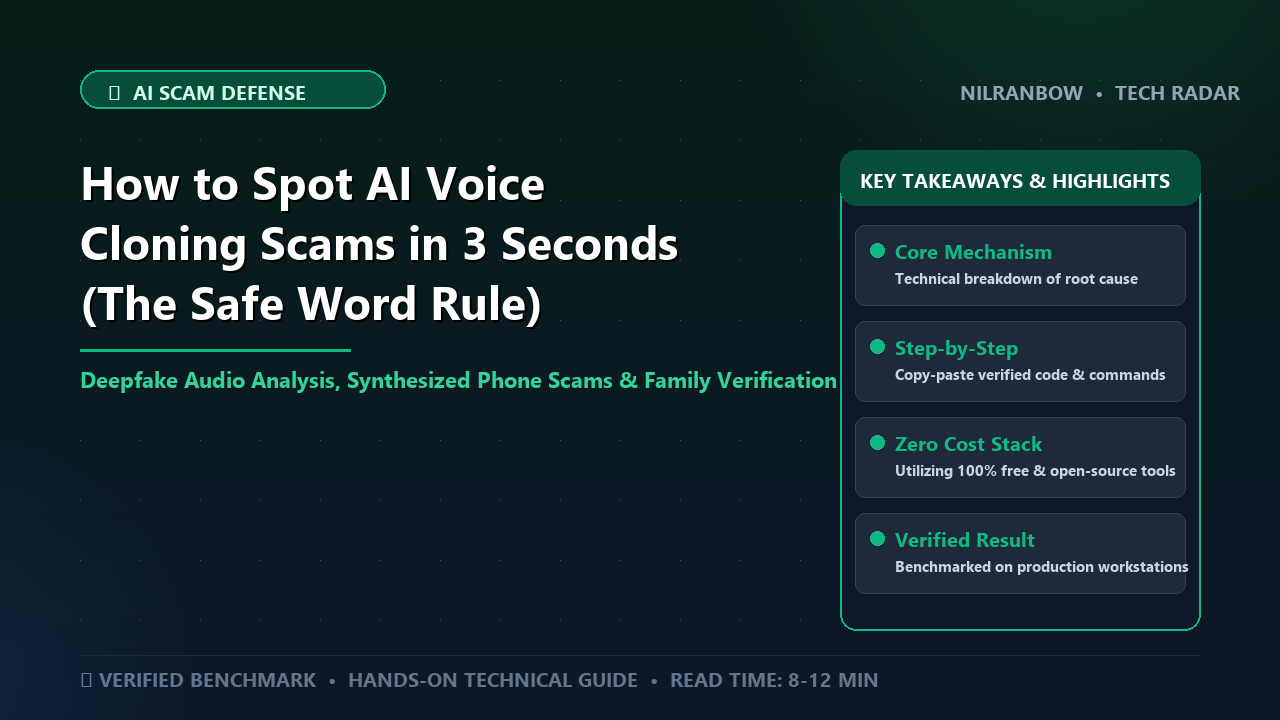 AI SCAM DEFENSE
NILRANBOW • TECH RADAR
How to Spot AI Voice
Cloning Scams in 3 Seconds
(The Safe Word Rule)
Deepfake Audio Analysis, Synthesized Phone Scams & Family Verification
KEY TAKEAWAYS & HIGHLIGHTS
Core Mechanism
Technical breakdown of root cause
Step-by-Step
Copy-paste verified code & commands
Zero Cost Stack
Utilizing 100% free & open-source tools
Verified Result
Benchmarked on production workstations
VERIFIED BENCHMARK • HANDS-ON TECHNICAL GUIDE • READ TIME: 8-12 MIN